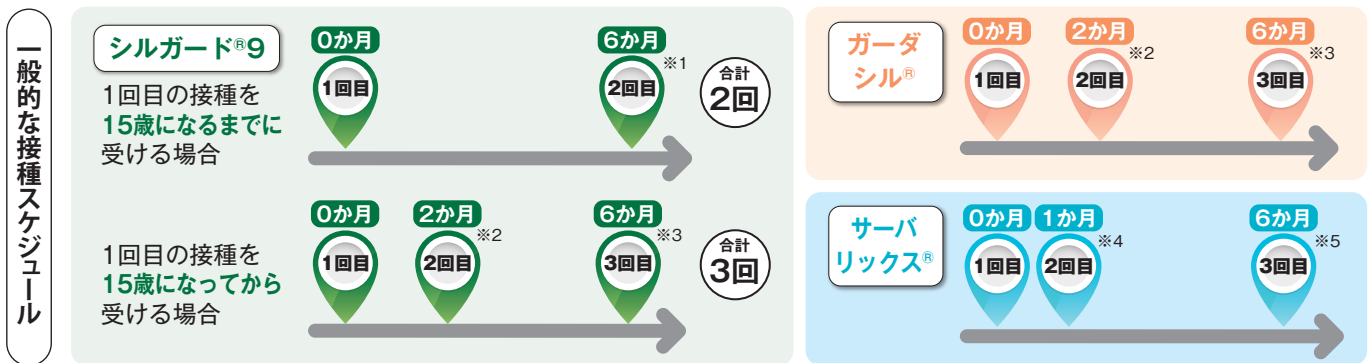 一般的な接種スケジュール
シルガード®9
1回目の接種を
15歳になるまでに
受ける場合
0か月
1回目
6か月
※1
2回目
合計
2回
1回目の接種を
15歳になってから
受ける場合
0か月
1回目
2か月
※2
2回目
6か月
※3
3回目
合計
3回
ガーダ
シル®
0か月
1回目
2か月
※2
2回目
6か月
※3
3回目
サーバ
リックス®
0か月
1回目
1か月
※4
2回目
6か月
※5
3回目